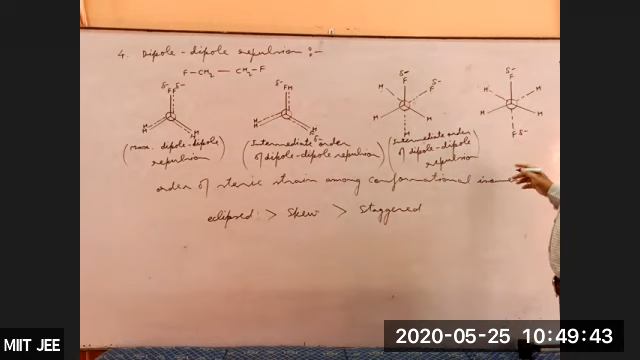 4. Dipole-dipole repulsion :-
F-CH2 — CH2-F
δ- FF δ-
δ- FH
δ- F
F δ-
δ- F
H H
H H
H H
H H
H H
H H
H H
F δ-
H
F δ-
(Max. dipole-dipole repulsion)
(Intermediate order of dipole-dipole repulsion)
(Intermediate order of dipole-dipole repulsion)
order of steric strain among conformational
eclipsed > skew > staggered
MIIT JEE
2020-05-25 10:49:43